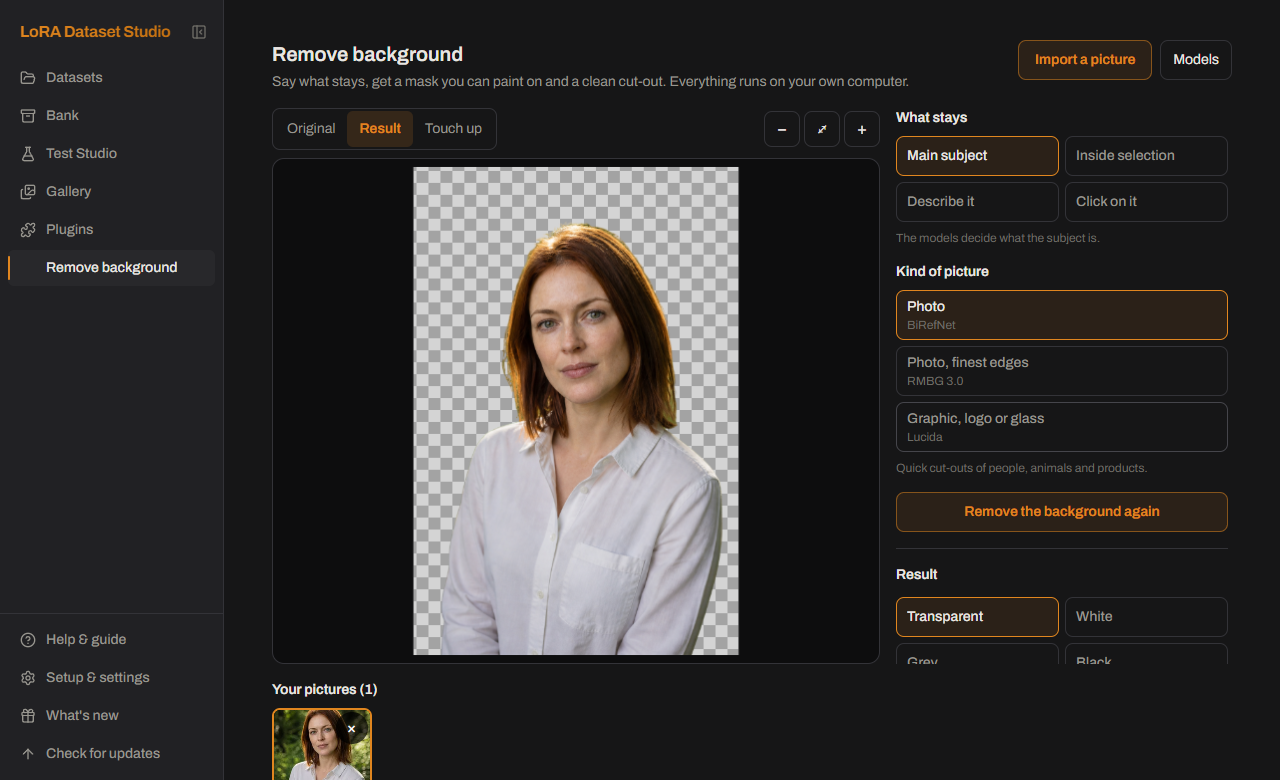 LoRA Dataset Studio
Datasets
Bank
Test Studio
Gallery
Plugins
Remove background
Help & guide
Setup & settings
What's new
Check for updates
Remove background
Say what stays, get a mask you can paint on and a clean cut-out. Everything runs on your own computer.
Import a picture
Models
Original
Result
Touch up
What stays
Main subject
Inside selection
Describe it
Click on it
The models decide what the subject is.
Kind of picture
Photo
BiRefNet
Photo, finest edges
RMBG 3.0
Graphic, logo or glass
Lucida
Quick cut-outs of people, animals and products.
Remove the background again
Result
Transparent
White
Grey
Black
Your pictures (1)